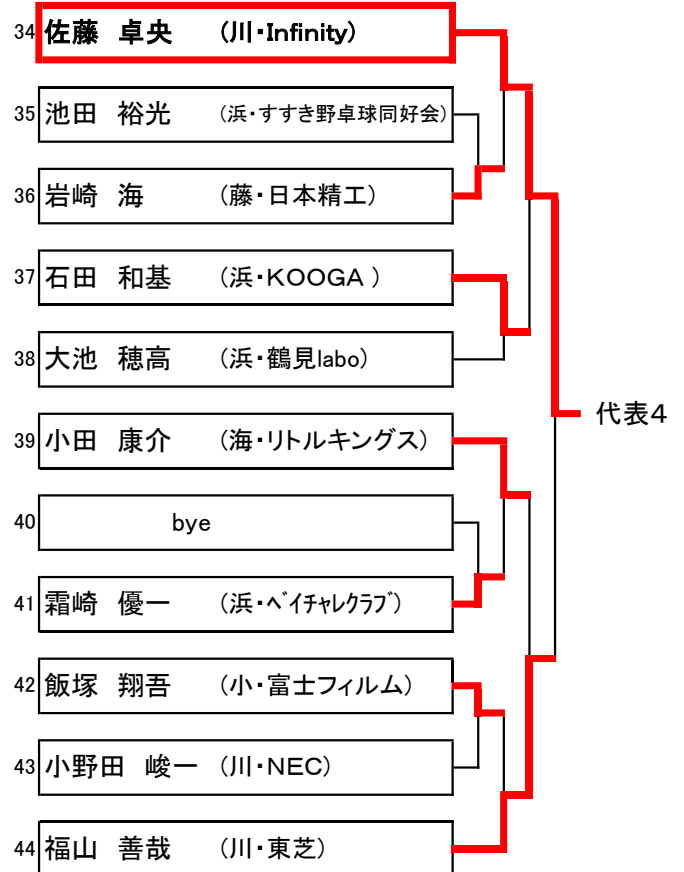 34 佐藤 卓央 (川・Infinity)
35 池田 裕光 (浜・すすき野卓球同好会)
36 岩崎 海 (藤・日本精工)
37 石田 和基 (浜・KOOGA )
38 大池 穂高 (浜・鶴見labo)
代表4
39 小田 康介 (海・リトルキングス)
40 bye
41 霜崎 優一 (浜・ベイチャレクラブ)
42 飯塚 翔吾 (小・富士フィルム)
43 小野田 峻一 (川・NEC)
44 福山 善哉 (川・東芝)